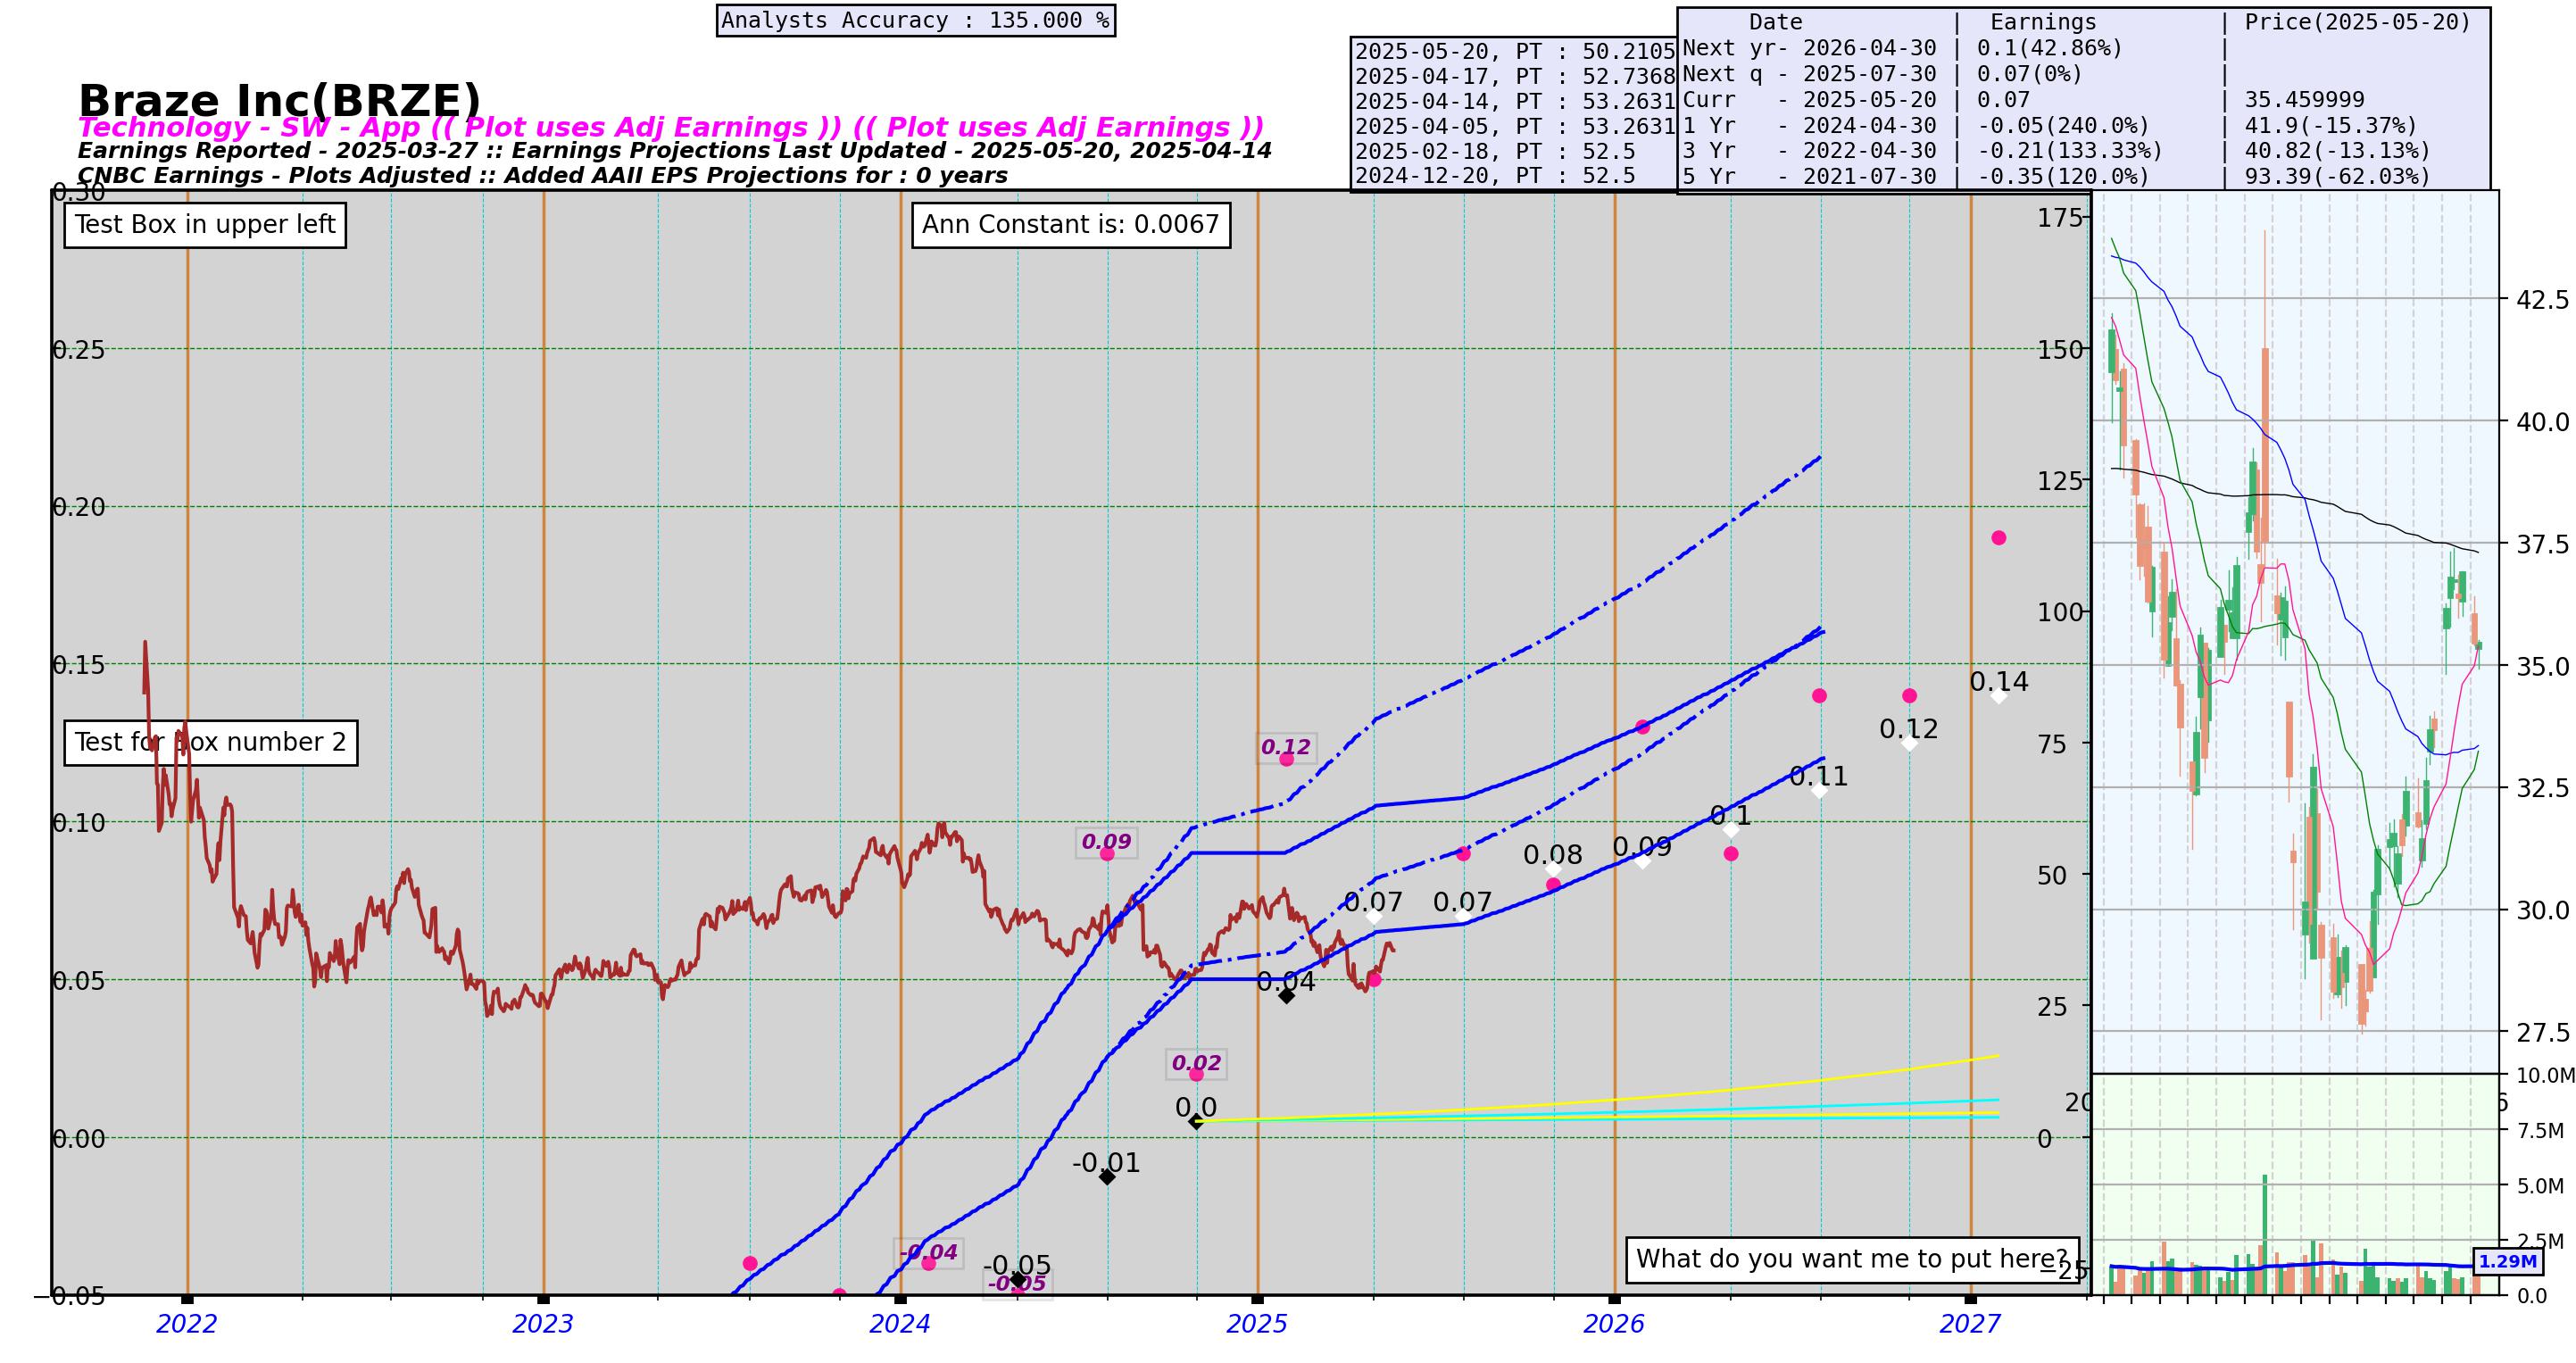 Analysts Accuracy : 135.000 %
Date | Earnings | Price(2025-05-20)
Next yr- 2026-04-30 | 0.1(42.86%) |
Next q - 2025-07-30 | 0.07(0%) |
Curr - 2025-05-20 | 0.07 | 35.459999
1 Yr - 2024-04-30 | -0.05(240.0%) | 41.9(-15.37%)
3 Yr - 2022-04-30 | -0.21(133.33%) | 40.82(-13.13%)
5 Yr - 2021-07-30 | -0.35(120.0%) | 93.39(-62.03%)
2025-05-20, PT : 50.2105
2025-04-17, PT : 52.7368
2025-04-14, PT : 53.2631
2025-04-05, PT : 53.2631
2025-02-18, PT : 52.5
2024-12-20, PT : 52.5
Braze Inc(BRZE)
Technology - SW - App (( Plot uses Adj Earnings )) (( Plot uses Adj Earnings ))
Earnings Reported - 2025-03-27 :: Earnings Projections Last Updated - 2025-05-20, 2025-04-14
CNBC Earnings - Plots Adjusted :: Added AAII EPS Projections for : 0 years
0.30
0.25
0.20
0.15
0.10
0.05
0.00
−0.05
Test Box in upper left
Ann Constant is: 0.0067
Test for Box number 2
What do you want me to put here?
0.12
0.09
0.02
-0.04
-0.05
-0.05
-0.01
0.0
0.04
0.07
0.07
0.08
0.09
0.1
0.11
0.12
0.14
175
150
125
100
75
50
25
0
−25
2022
2023
2024
2025
2026
2027
42.5
40.0
37.5
35.0
32.5
30.0
27.5
10.0M
7.5M
5.0M
2.5M
0.0
1.29M